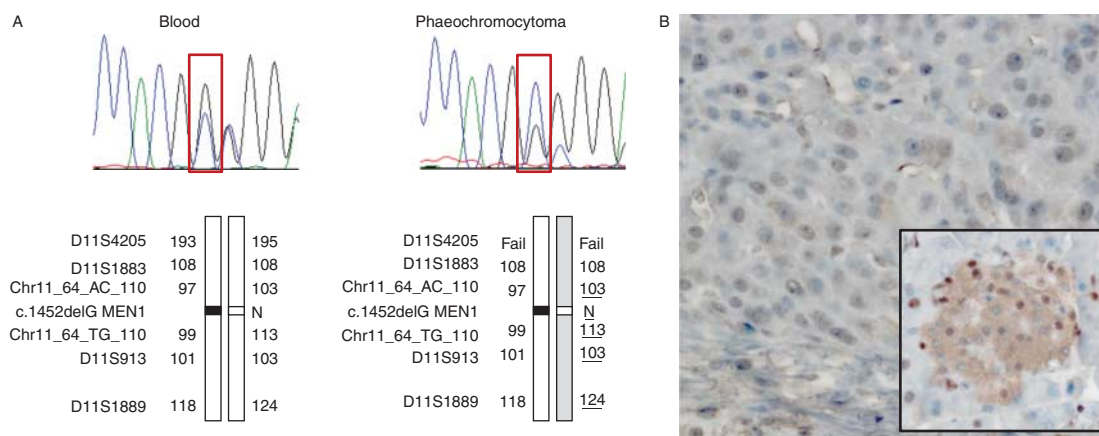 A
Blood
Phaeochromocytoma
B
D11S4205 193 195
D11S1883 108 108
Chr11_64_AC_110 97 103
c.1452delG MEN1 N
Chr11_64_TG_110 99 113
D11S913 101 103
D11S1889 118 124
D11S4205 Fail Fail
D11S1883 108 108
Chr11_64_AC_110 97 103
c.1452delG MEN1 N
Chr11_64_TG_110 99 113
D11S913 101 103
D11S1889 118 124